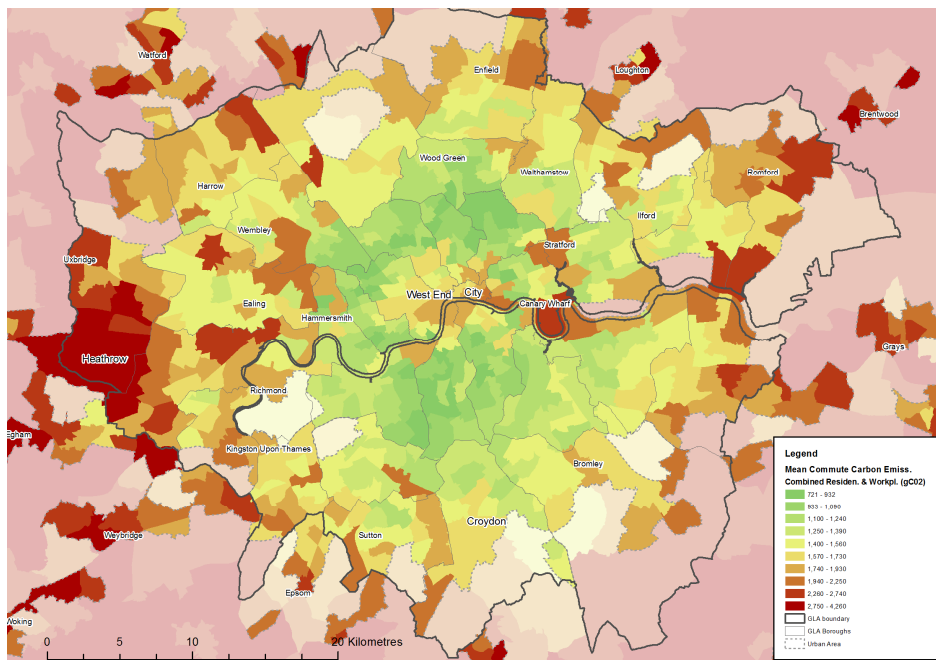 Watford
Enfield
Loughton
Brentwood
Wood Green
Walthamstow
Romford
Harrow
Ilford
Wembley
Stratford
Uxbridge
West End
City
Ealing
Canary Wharf
Hammersmith
Grays
Heathrow
Richmond
Egham
Kingston Upon Thames
Bromley
Croydon
Weybridge
Sutton
Epsom
Woking
0 5 10 20 Kilometres
Legend
Mean Commute Carbon Emiss.
Combined Residen. & Workpl. (gC02)
721 - 932
933 - 1,090
1,100 - 1,240
1,250 - 1,390
1,400 - 1,560
1,570 - 1,730
1,740 - 1,930
1,940 - 2,250
2,260 - 2,740
2,750 - 4,260
GLA boundary
GLA Boroughs
Urban Area